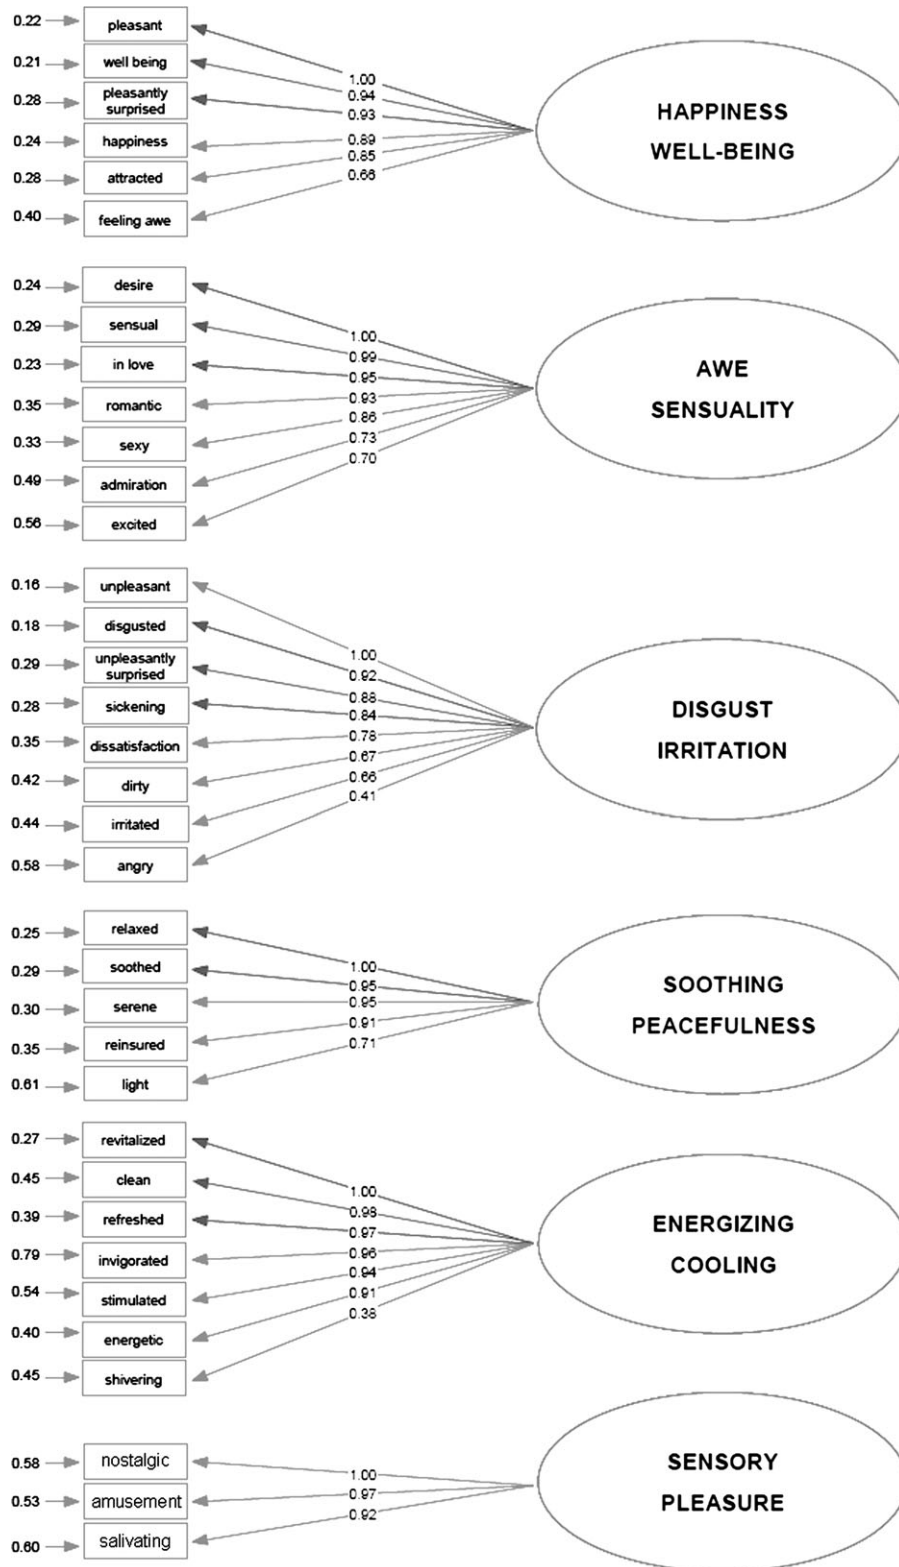 0.22
pleasant
0.21
well being
0.28
pleasantly
surprised
0.24
happiness
0.28
attracted
0.40
feeling awe
1.00
0.94
0.93
0.89
0.85
0.66
HAPPINESS
WELL-BEING
0.24
desire
0.29
sensual
0.23
in love
0.35
romantic
0.33
sexy
0.49
admiration
0.56
excited
1.00
0.99
0.95
0.93
0.86
0.73
0.70
AWE
SENSUALITY
0.16
unpleasant
0.18
disgusted
0.29
unpleasantly
surprised
0.28
sickening
0.35
dissatisfaction
0.42
dirty
0.44
irritated
0.58
angry
1.00
0.92
0.88
0.84
0.78
0.67
0.66
0.41
DISGUST
IRRITATION
0.25
relaxed
0.29
soothed
0.30
serene
0.35
reinsured
0.61
light
1.00
0.95
0.95
0.91
0.71
SOOTHING
PEACEFULNESS
0.27
revitalized
0.45
clean
0.39
refreshed
0.79
invigorated
0.54
stimulated
0.40
energetic
0.45
shivering
1.00
0.98
0.97
0.96
0.94
0.91
0.38
ENERGIZING
COOLING
0.58
nostalgic
0.53
amusement
0.60
salivating
1.00
0.97
0.92
SENSORY
PLEASURE